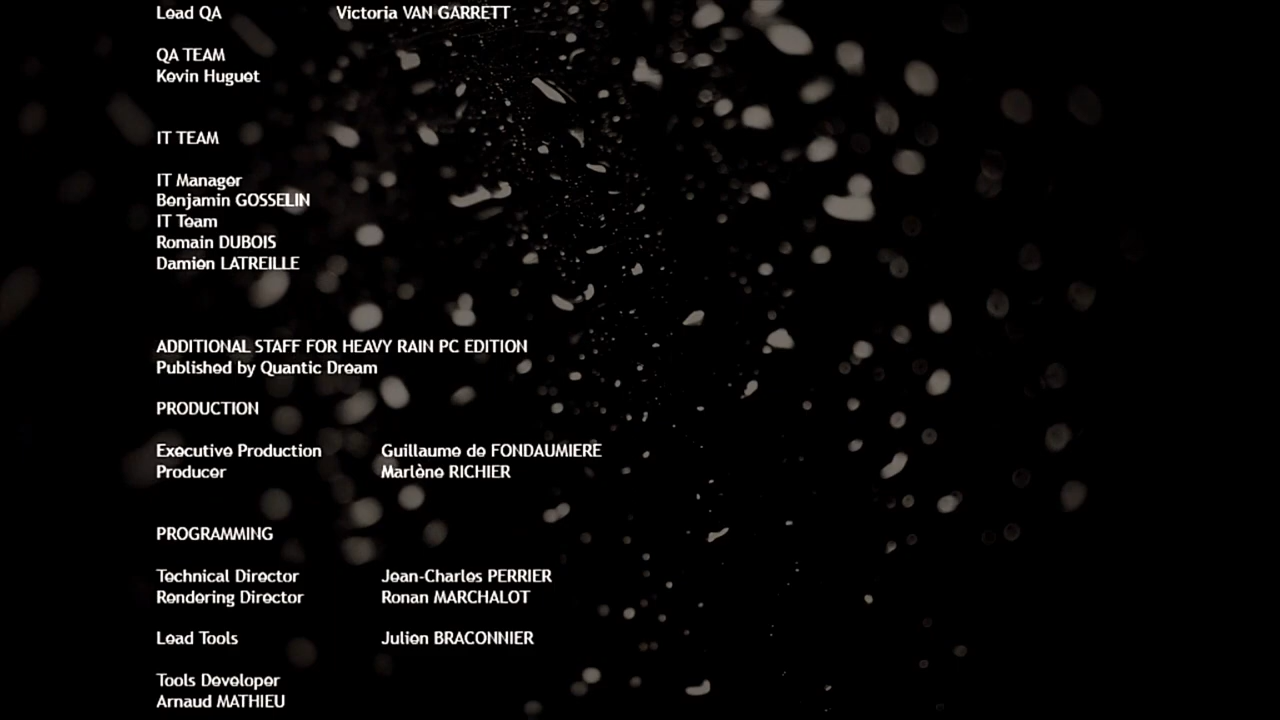 Lead QA Victoria VAN GARRETT
QA TEAM
Kevin Huguet
IT TEAM
IT Manager
Benjamin GOSSELIN
IT Team
Romain DUBOIS
Damien LATREILLE
ADDITIONAL STAFF FOR HEAVY RAIN PC EDITION
Published by Quantic Dream
PRODUCTION
Executive Production Guillaume de FONDAUMIERE
Producer Marlène RICHIER
PROGRAMMING
Technical Director Jean-Charles PERRIER
Rendering Director Ronan MARCHALOT
Lead Tools Julien BRACONNIER
Tools Developer
Arnaud MATHIEU